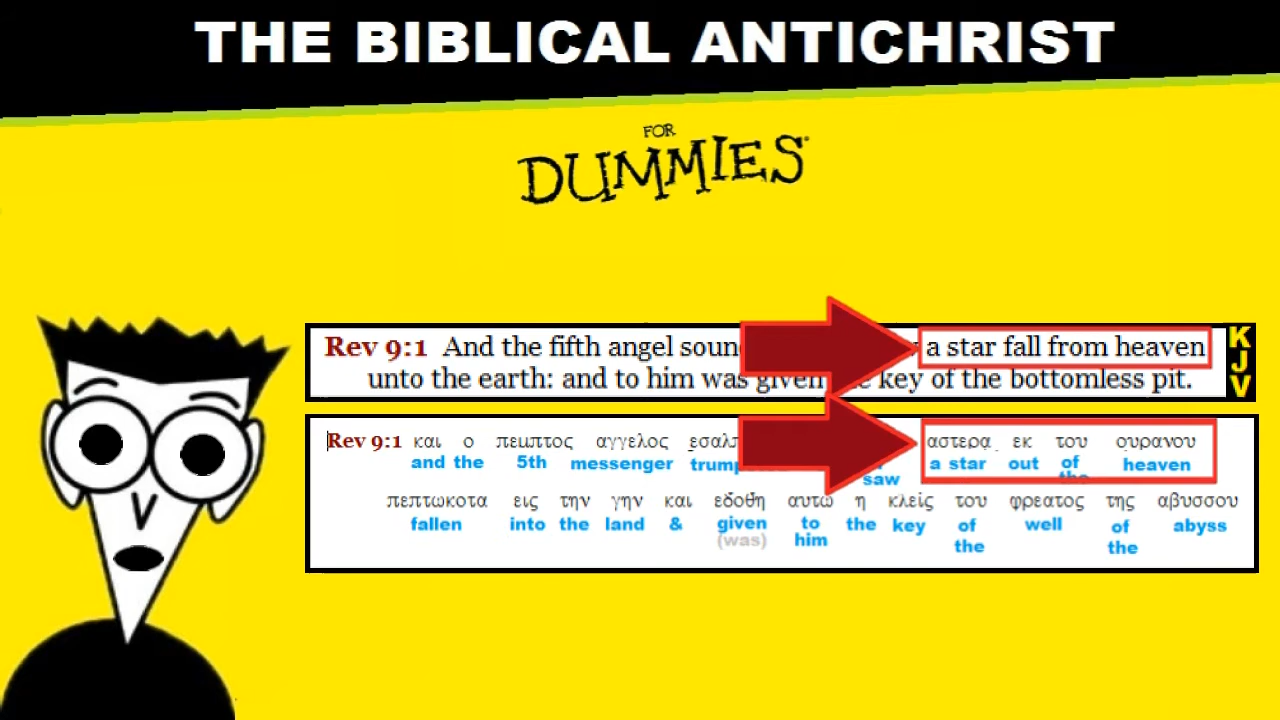 THE BIBLICAL ANTICHRIST
FOR
DUMMIES
Rev 9:1 And the fifth angel soun a star fall from heaven
unto the earth: and to him was given key of the bottomless pit.
KJV
Rev 9:1 και ο πεμπτος αγγελος εσαλπ αστερα εκ του ουρανου
and the 5th messenger trump saw a star out of the heaven
πεπτωκοτα εις την γην και εδοθη αυτω η κλείς του φρεατος της αβυσσου
fallen into the land & given to the key of well of abyss
(was) him the the